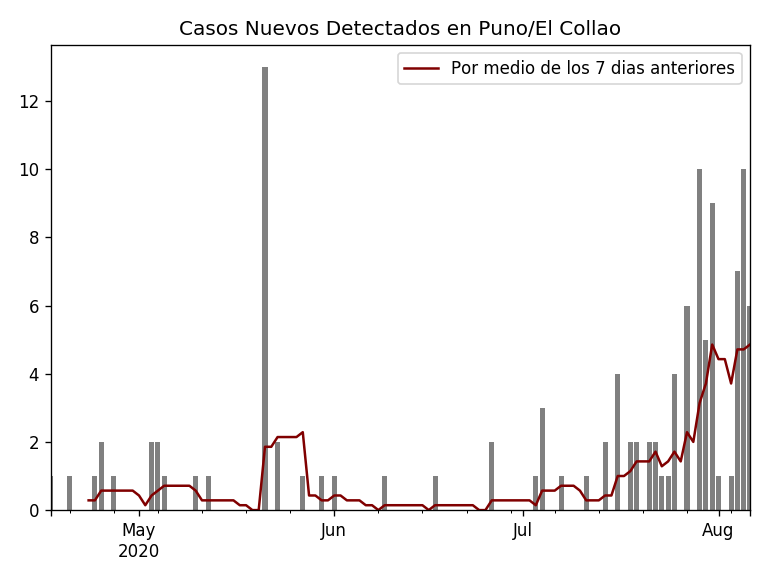 Casos Nuevos Detectados en Puno/El Collao
Por medio de los 7 dias anteriores
12
10
8
6
4
2
0
May
2020
Jun
Jul
Aug